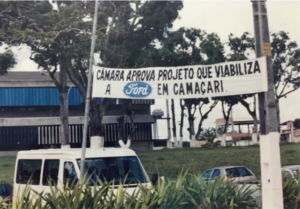 CÂMARA APROVA PROJETO QUE VIABILIZA
A Ford EM CAMAÇARI